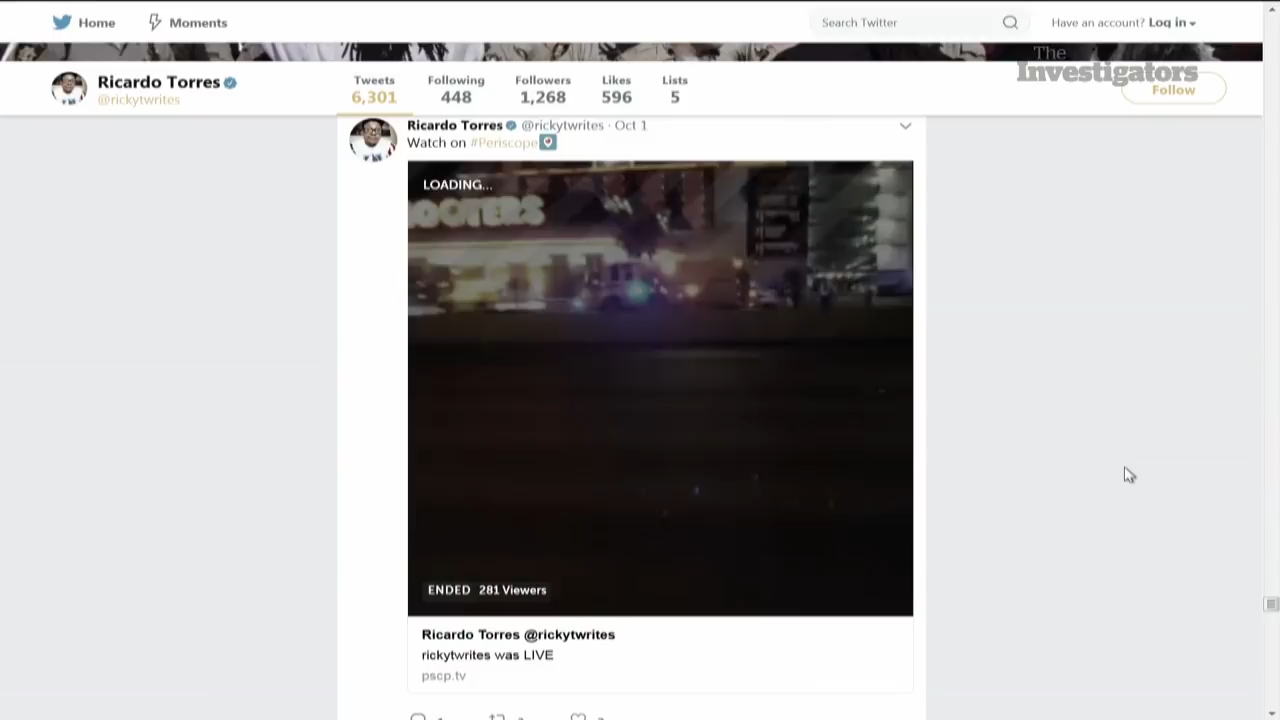 Home
Moments
Search Twitter
Have an account? Log in
The
Investigators
Ricardo Torres
@rickytwrites
Tweets
6,301
Following
448
Followers
1,268
Likes
596
Lists
5
Follow
Ricardo Torres @rickytwrites · Oct 1
Watch on #Periscope
LOADING...
OOTERS
ENDED 281 Viewers
Ricardo Torres @rickytwrites
rickytwrites was LIVE
pscp.tv